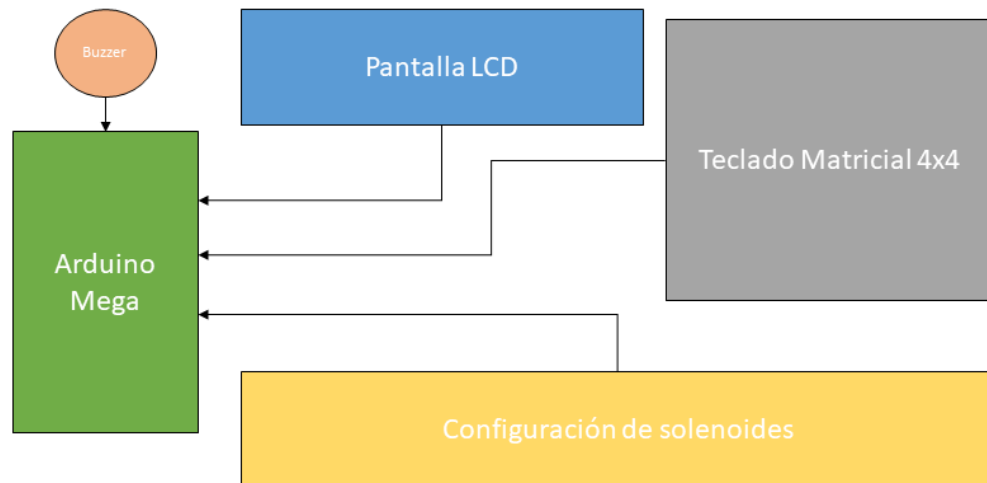 Buzzer
Pantalla LCD
Teclado Matricial 4x4
Arduino
Mega
Configuración de solenoides